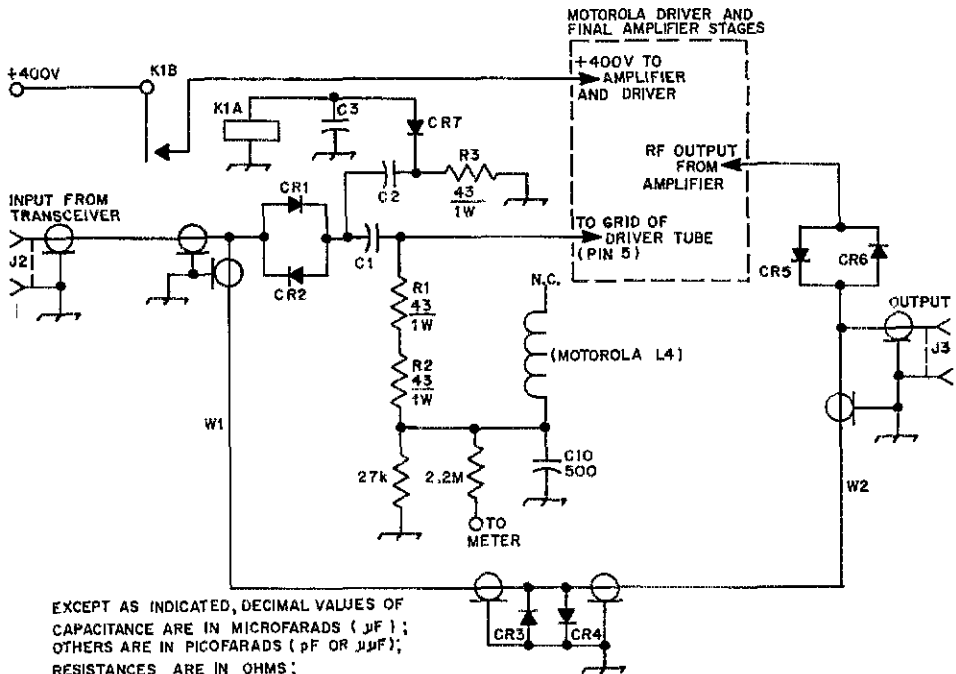 MOTOROLA DRIVER AND
FINAL AMPLIFIER STAGES
+400V
K1B
+400V TO
AMPLIFIER
AND DRIVER
K1A
C3
CR7
R3
43
1W
C2
RF OUTPUT
FROM
AMPLIFIER
INPUT FROM
TRANSCEIVER
CR1
J2
CR2
C1
TO GRID OF
DRIVER TUBE
(PIN 5)
CR5
CR6
N.C.
OUTPUT
R1
43
1W
J3
(MOTOROLA L4)
R2
43
1W
W1
C10
500
27k
2.2M
W2
TO
METER
EXCEPT AS INDICATED, DECIMAL VALUES OF
CAPACITANCE ARE IN MICROFARADS (µF);
OTHERS ARE IN PICOFARADS (pF OR µµF);
RESISTANCES ARE IN OHMS;
CR3
CR4